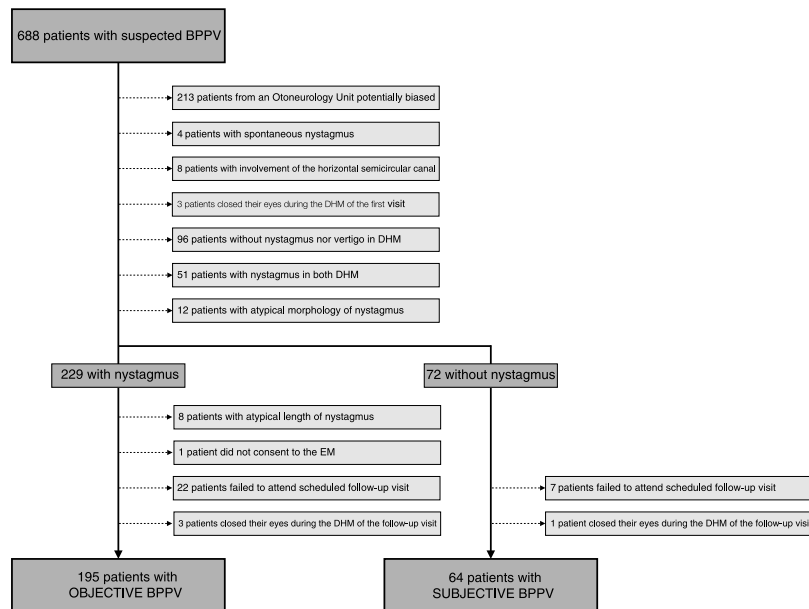 688 patients with suspected BPPV
213 patients from an Otoneurology Unit potentially biased
4 patients with spontaneous nystagmus
8 patients with involvement of the horizontal semicircular canal
3 patients closed their eyes during the DHM of the first visit
96 patients without nystagmus nor vertigo in DHM
51 patients with nystagmus in both DHM
12 patients with atypical morphology of nystagmus
229 with nystagmus
72 without nystagmus
8 patients with atypical length of nystagmus
1 patient did not consent to the EM
22 patients failed to attend scheduled follow-up visit
7 patients failed to attend scheduled follow-up visit
3 patients closed their eyes during the DHM of the follow-up visit
1 patient closed their eyes during the DHM of the follow-up visit
195 patients with
OBJECTIVE BPPV
64 patients with
SUBJECTIVE BPPV